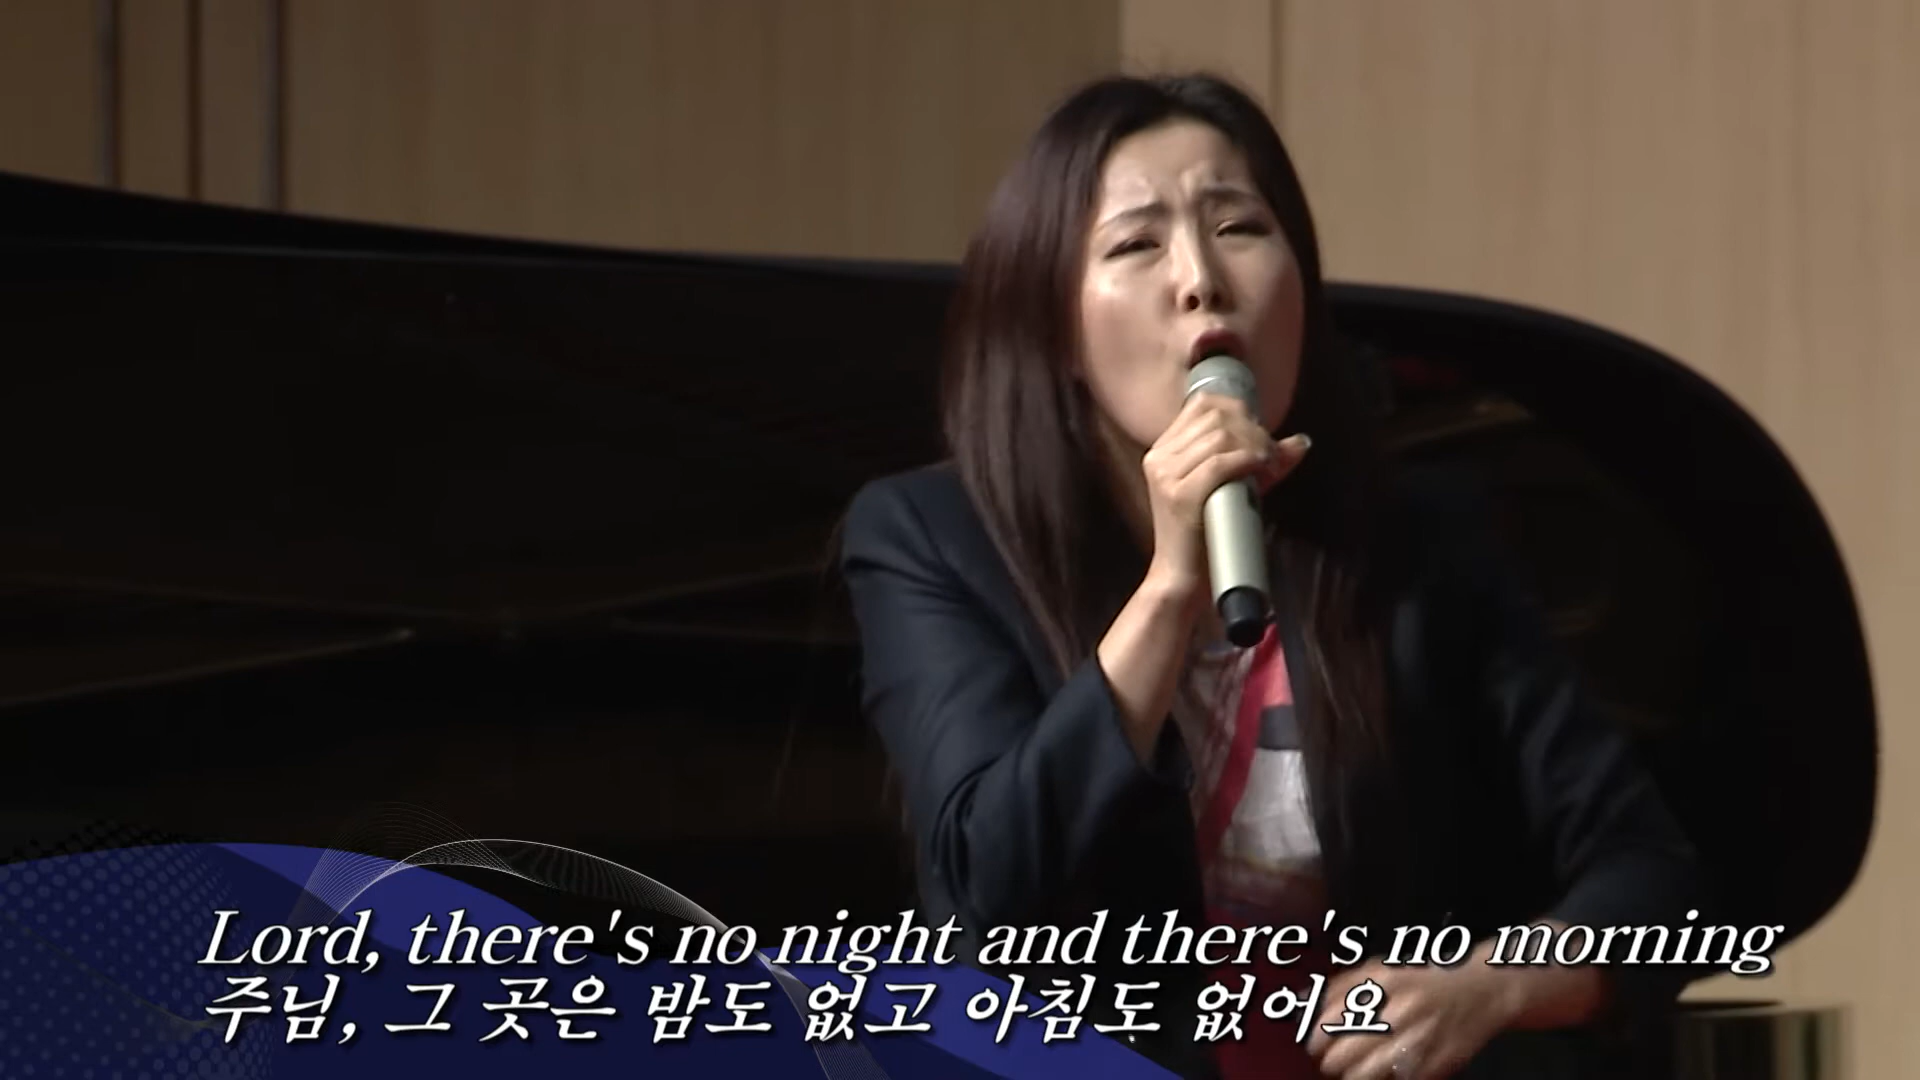 Lord, there's no night and there's no morning
주님, 그 곳은 밤도 없고 아침도 없어요